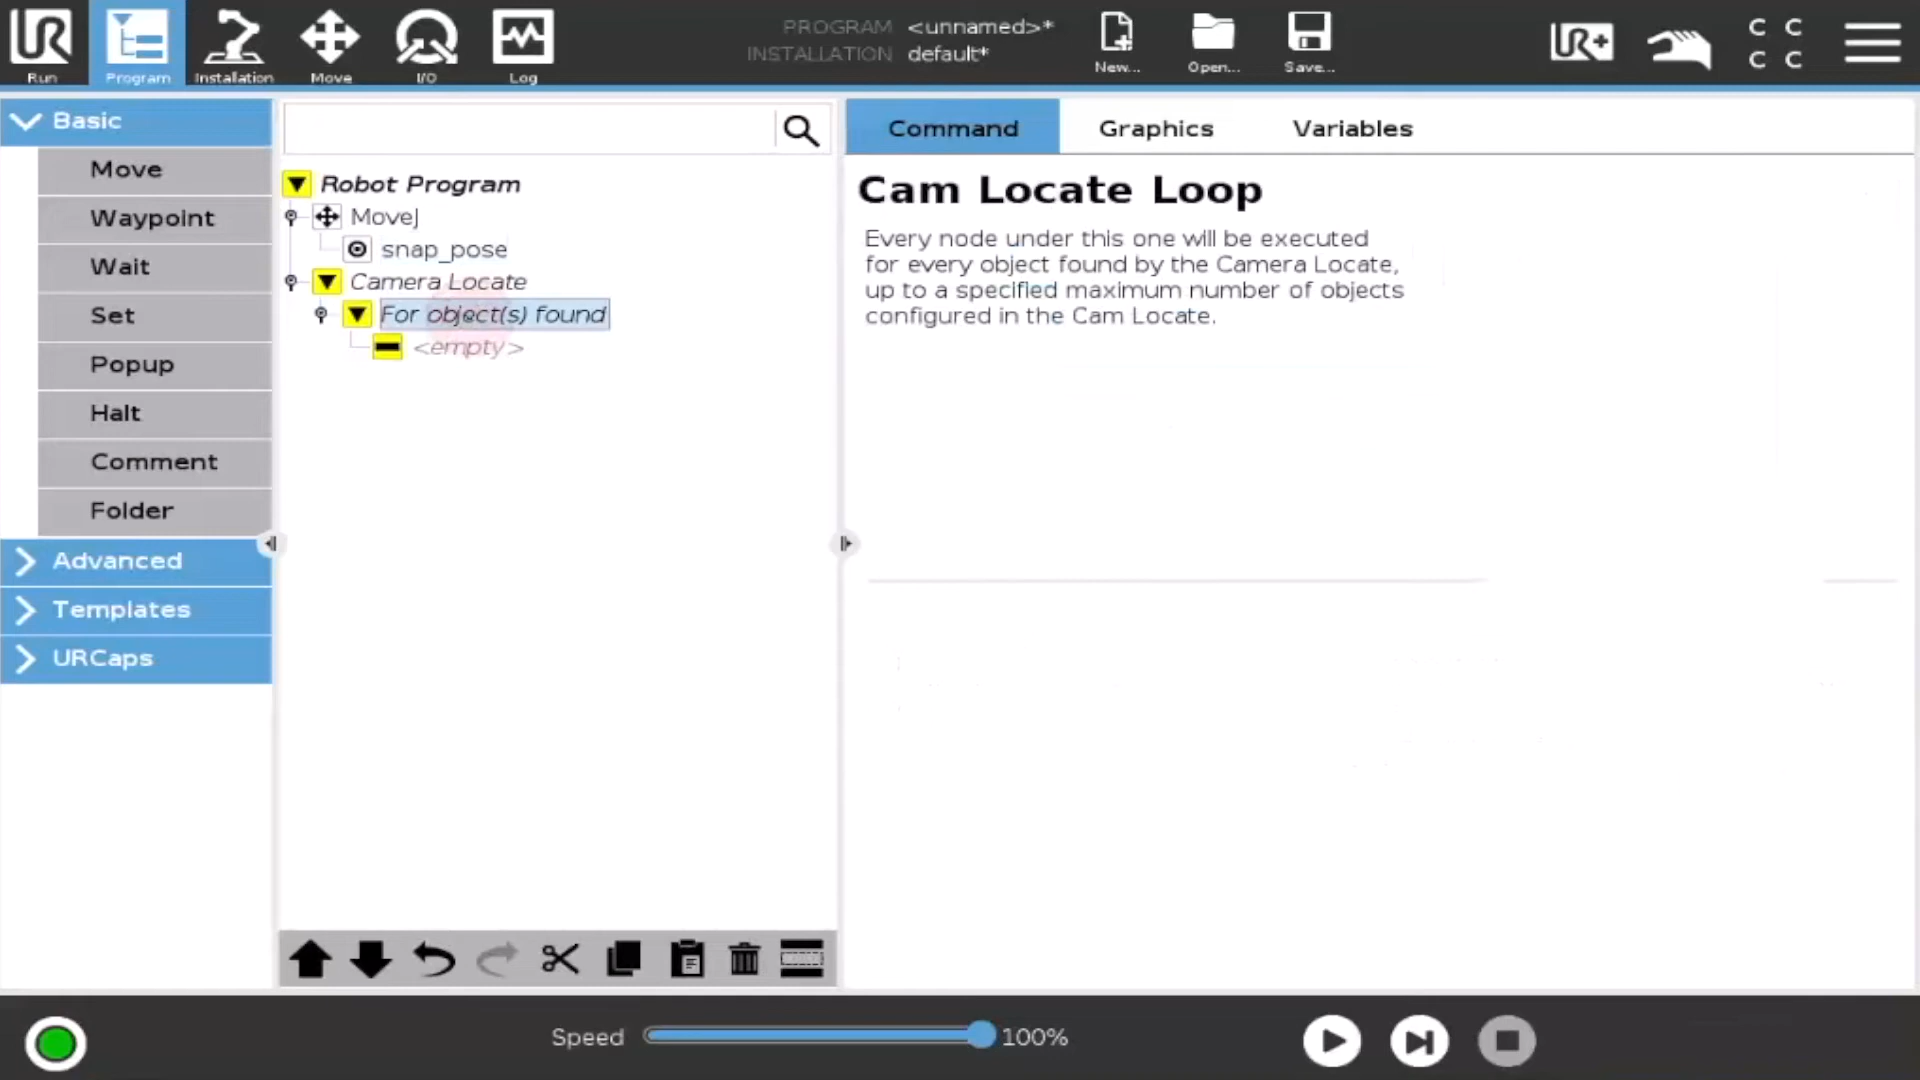 UR
Run
Program
Installation
Move
I/O
Log
PROGRAM <unnamed>*
INSTALLATION default*
New...
Open...
Save...
UR+
C C
C C
Basic
Move
Waypoint
Wait
Set
Popup
Halt
Comment
Folder
Advanced
Templates
URCaps
Robot Program
MoveJ
snap_pose
Camera Locate
For object(s) found
<empty>
Command Graphics Variables
Cam Locate Loop
Every node under this one will be executed
for every object found by the Camera Locate,
up to a specified maximum number of objects
configured in the Cam Locate.
Speed 100%